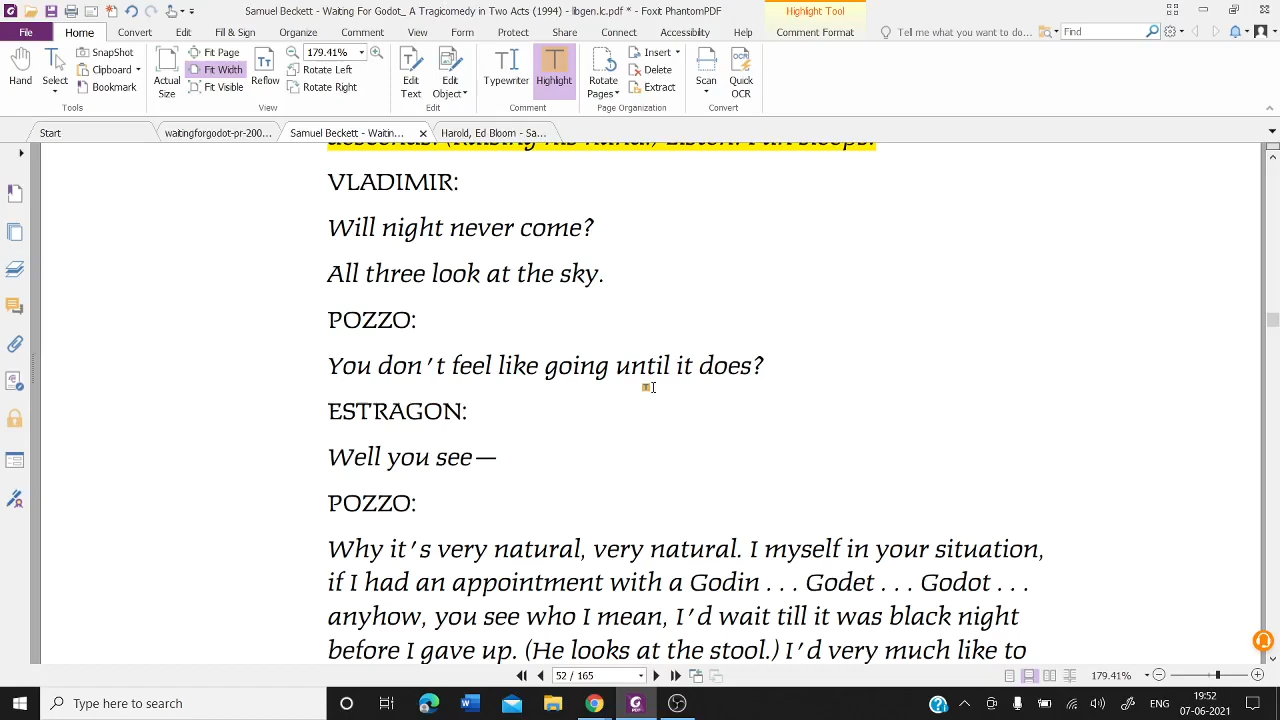 Samuel Beckett - Waiting For Godot_ A Tragicomedy in Two Acts (1994) - libgen.lc.pdf * - Foxit PhantomPDF
Highlight Tool
File Home Convert Edit Fill & Sign Organize Comment View Form Protect Share Connect Accessibility Help Comment Format Tell me what you want to do... Find
Hand
Select
SnapShot
Clipboard
Bookmark
Tools
Actual Size
Fit Page
Fit Width
Fit Visible
Reflow
179.41%
Rotate Left
Rotate Right
View
Edit Text
Edit Object
Edit
Typewriter
Highlight
Comment
Rotate Pages
Insert
Delete
Extract
Page Organization
Scan
Quick OCR
Convert
Start
waitingforgodot-pr-200...
Samuel Beckett - Waitin...
Harold, Ed Bloom - Sa...
descends. (Raising his hand.) Listen! Pan sleeps.
VLADIMIR:
Will night never come?
All three look at the sky.
POZZO:
You don't feel like going until it does?
ESTRAGON:
Well you see—
POZZO:
Why it's very natural, very natural. I myself in your situation,
if I had an appointment with a Godin . . . Godet . . . Godot . . .
anyhow, you see who I mean, I'd wait till it was black night
before I gave up. (He looks at the stool.) I'd very much like to
52 / 165
179.41%
Type here to search
ENG
19:52
07-06-2021